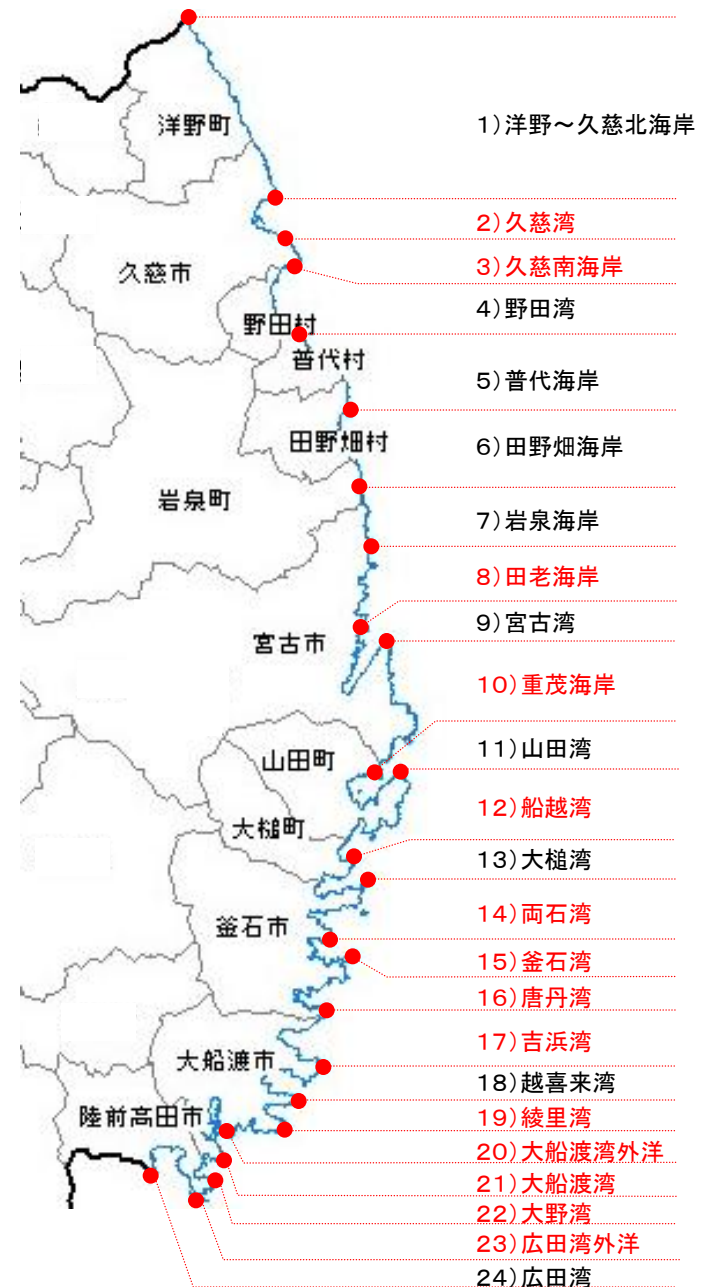 洋野町
久慈市
野田村
普代村
田野畑村
岩泉町
宮古市
山田町
大槌町
釜石市
大船渡市
陸前高田市
1)洋野～久慈北海岸
2)久慈湾
3)久慈南海岸
4)野田湾
5)普代海岸
6)田野畑海岸
7)岩泉海岸
8)田老海岸
9)宮古湾
10)重茂海岸
11)山田湾
12)船越湾
13)大槌湾
14)両石湾
15)釜石湾
16)唐丹湾
17)吉浜湾
18)越喜来湾
19)綾里湾
20)大船渡湾外洋
21)大船渡湾
22)大野湾
23)広田湾外洋
24)広田湾